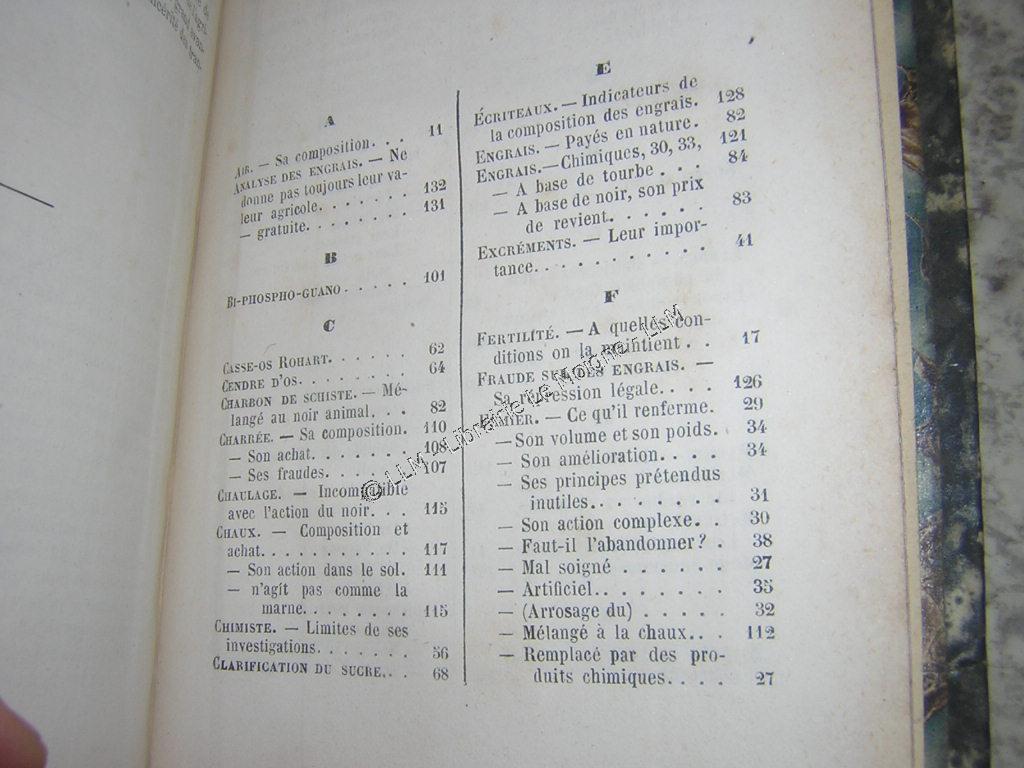 A
AIR. — Sa composition. . . 11
ANALYSE DES ENGRAIS. — Ne
donne pas toujours leur va-
leur agricole. . . . . . . 132
— gratuite. . . . . . . . 131
B
BI-PHOSPHO-GUANO . . . . . 101
C
CASSE-OS ROHART. . . . . . 62
CENDRE D'OS. . . . . . . . 64
CHARBON DE SCHISTE. — Mé-
langé au noir animal. . . 82
CHARRÉE. — Sa composition. 110
— Son achat. . . . . . . 108
— Ses fraudes. . . . . . 107
CHAULAGE. — Incompatible
avec l'action du noir. . . 115
CHAUX. — Composition et
achat. . . . . . . . . . . 117
— Son action dans le sol. 111
— n'agit pas comme la
marne. . . . . . . . 115
CHIMISTE. — Limites de ses
investigations. . . . . . 56
CLARIFICATION DU SUCRE. . . 68
E
ÉCRITEAUX. — Indicateurs de
la composition des engrais. 128
ENGRAIS. — Payés en nature. 82
ENGRAIS. — Chimiques, 30, 33, 121
— A base de tourbe . . . 84
— A base de noir, son prix
de revient. . . . . . . 83
EXCRÉMENTS. — Leur impor-
tance. . . . . . . . . . . 41
F
FERTILITÉ. — A quelles con-
ditions on la maintient . . 17
FRAUDE SUR DES ENGRAIS. —
Sa répression légale. . . . 126
FUMIER. — Ce qu'il renferme. 29
— Son volume et son poids. 34
— Son amélioration. . . . 34
— Ses principes prétendus
inutiles. . . . . . . . 31
— Son action complexe. . 30
— Faut-il l'abandonner ? . 38
— Mal soigné . . . . . . 27
— Artificiel. . . . . . . . 35
— (Arrosage du) . . . . . 32
— Mélangé à la chaux. . . 112
— Remplacé par des pro-
duits chimiques. . . . 27
© LLM - Librairie Le Moigne - LLM